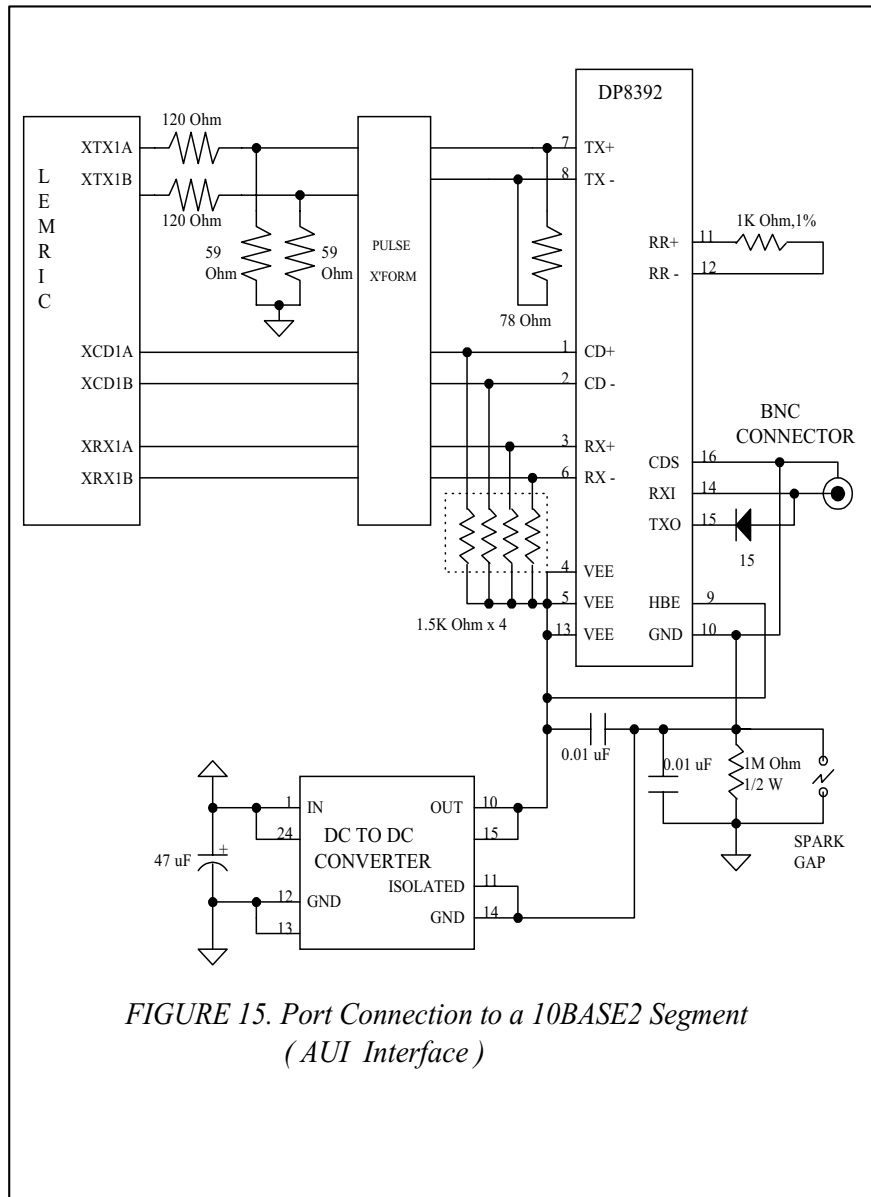 DP8392
120 Ohm
XTX1A
7
TX+
XTX1B
8
TX -
120 Ohm
LEMRIC
59
Ohm
59
Ohm
PULSE
X'FORM
78 Ohm
1K Ohm,1%
RR+
11
RR -
12
XCD1A
1
CD+
XCD1B
2
CD -
BNC
CONNECTOR
XRX1A
3
RX+
XRX1B
6
RX -
CDS
16
RXI
14
TXO
15
15
4
VEE
5
VEE
13
VEE
HBE
9
GND
10
1.5K Ohm x 4
0.01 uF
0.01 uF
1M Ohm
1/2 W
SPARK
GAP
47 uF
+
1
IN
24
DC TO DC
CONVERTER
OUT
10
15
12
GND
13
ISOLATED
11
GND
14
FIGURE 15. Port Connection to a 10BASE2 Segment
( AUI Interface )